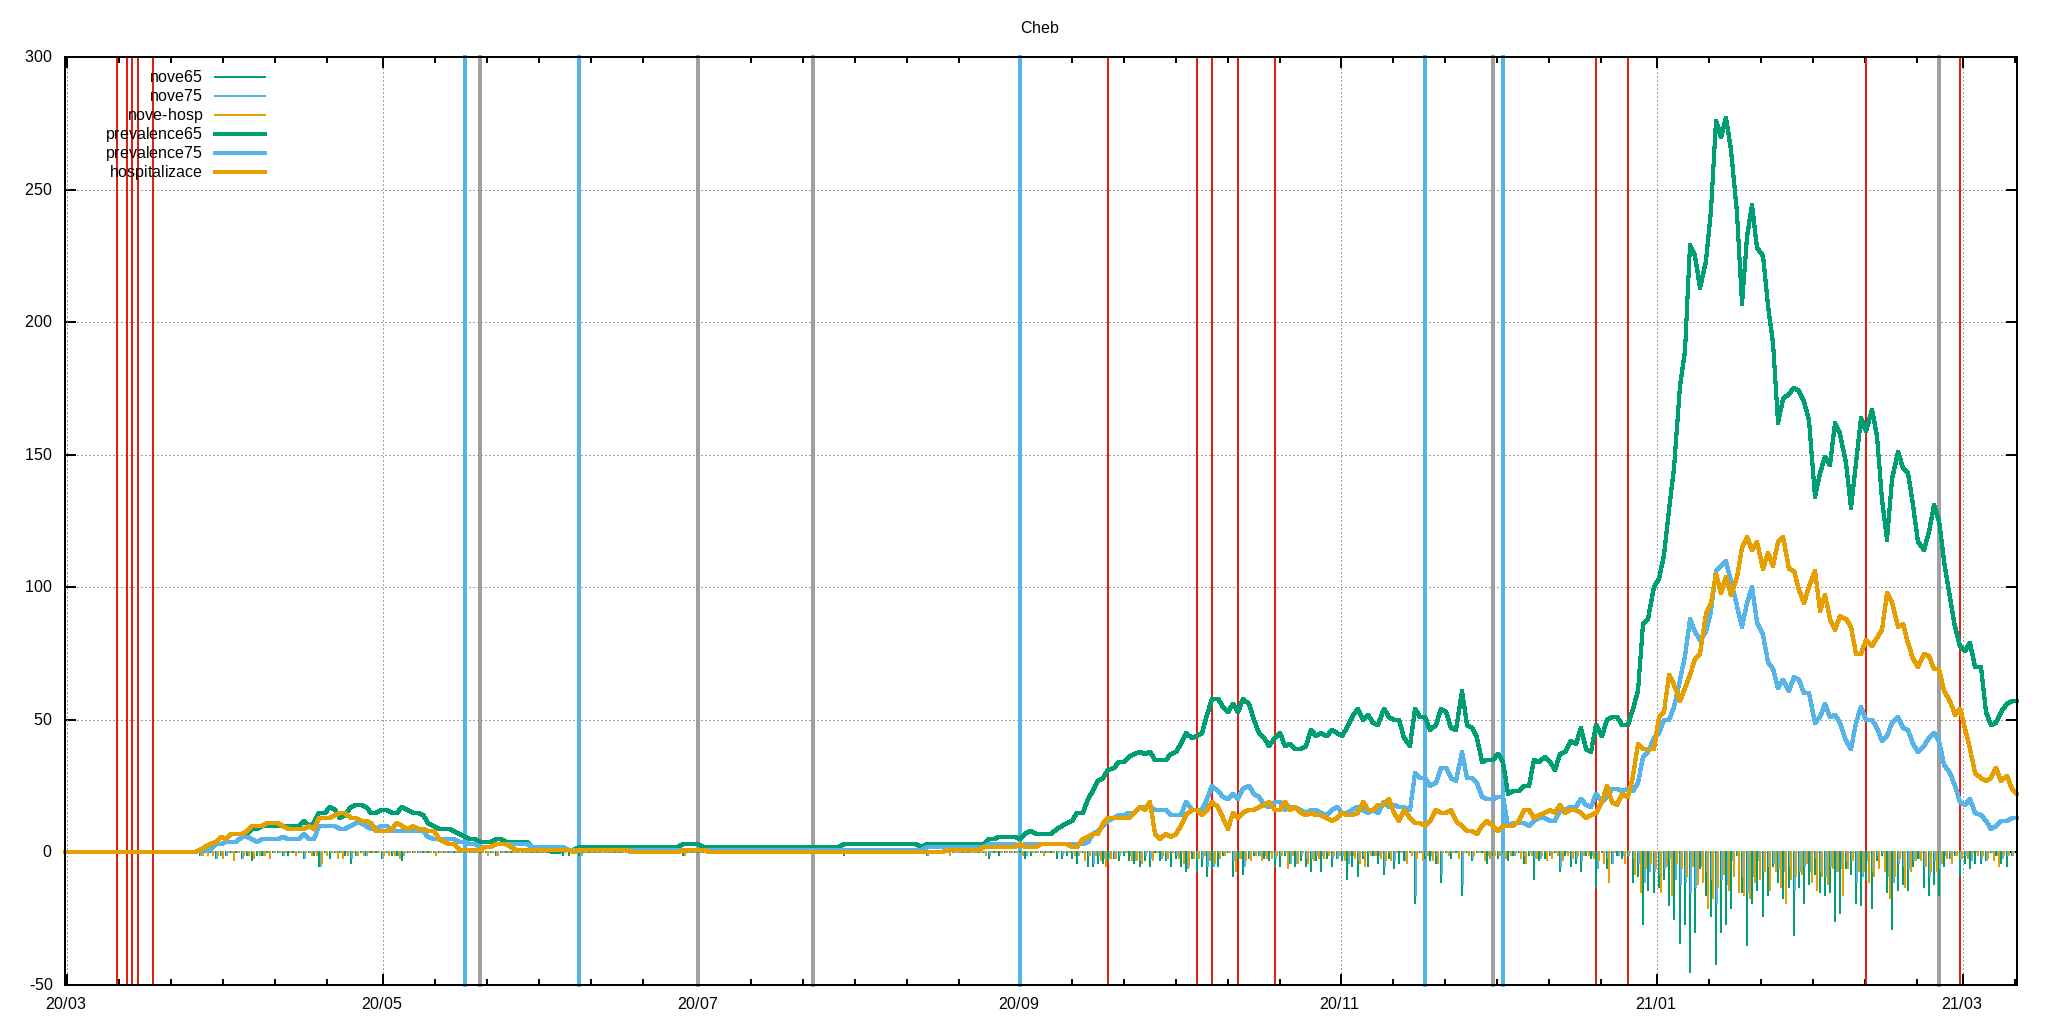 Cheb
300
250
200
150
100
50
0
-50
nove65
nove75
nove-hosp
prevalence65
prevalence75
hospitalizace
20/03 20/05 20/07 20/09 20/11 21/01 21/03